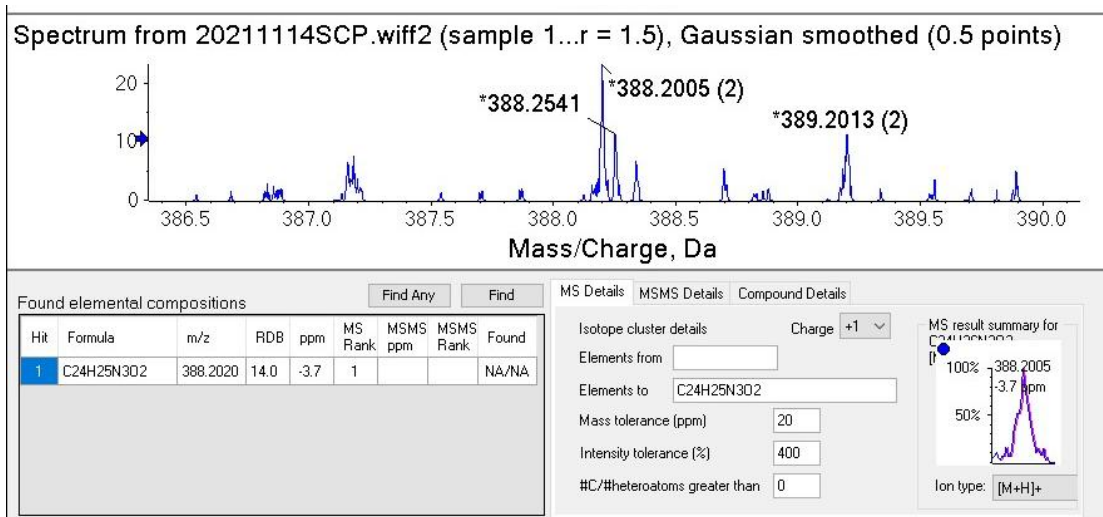 Spectrum from 20211114SCP.wiff2 (sample 1...r = 1.5), Gaussian smoothed (0.5 points)
20
10
0
*388.2541
*388.2005 (2)
*389.2013 (2)
386.5 387.0 387.5 388.0 388.5 389.0 389.5 390.0
Mass/Charge, Da
Found elemental compositions
Find Any
Find
Hit Formula m/z RDB ppm MS Rank MSMS ppm MSMS Rank Found
1 C24H25N3O2 388.2020 14.0 -3.7 1 NA/NA
MS Details MSMS Details Compound Details
Isotope cluster details
Charge +1
Elements from
Elements to C24H25N3O2
Mass tolerance (ppm) 20
Intensity tolerance (%) 400
#C/#heteroatoms greater than 0
MS result summary for
100%
50%
388.2005
-3.7 ppm
Ion type: [M+H]+